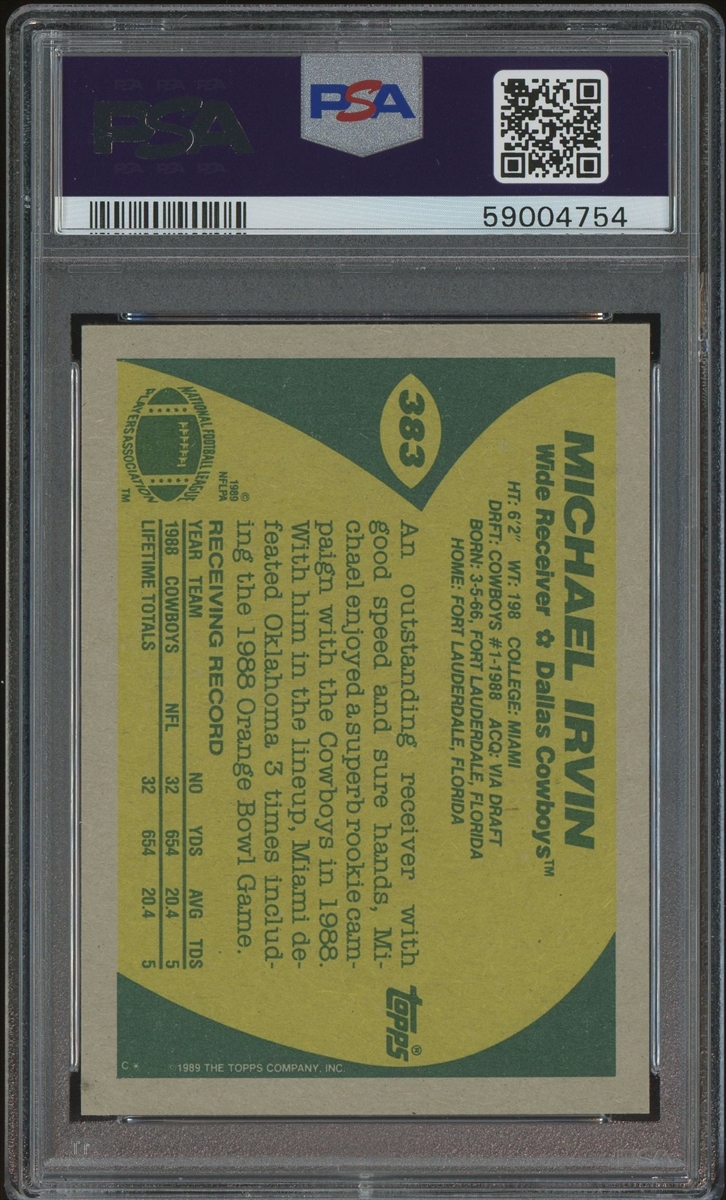 PSA
PSA
59004754
383
MICHAEL IRVIN
Wide Receiver ✿ Dallas Cowboys™
HT: 6'2" WT: 198 COLLEGE: MIAMI
DRFT: COWBOYS #1-1988 ACQ: VIA DRAFT
BORN: 3-5-66, FORT LAUDERDALE, FLORIDA
HOME: FORT LAUDERDALE, FLORIDA
An outstanding receiver with
good speed and sure hands, Mi-
chael enjoyed a superb rookie cam-
paign with the Cowboys in 1988.
With him in the lineup, Miami de-
feated Oklahoma 3 times includ-
ing the 1988 Orange Bowl Game.
RECEIVING RECORD
YEAR TEAM NO YDS AVG TDS
1988 COWBOYS NFL 32 654 20.4 5
LIFETIME TOTALS 32 654 20.4 5
NATIONAL FOOTBALL LEAGUE
PLAYERS ASSOCIATION™
©
1989
NFLPA
topps®
C * ©1989 THE TOPPS COMPANY, INC.